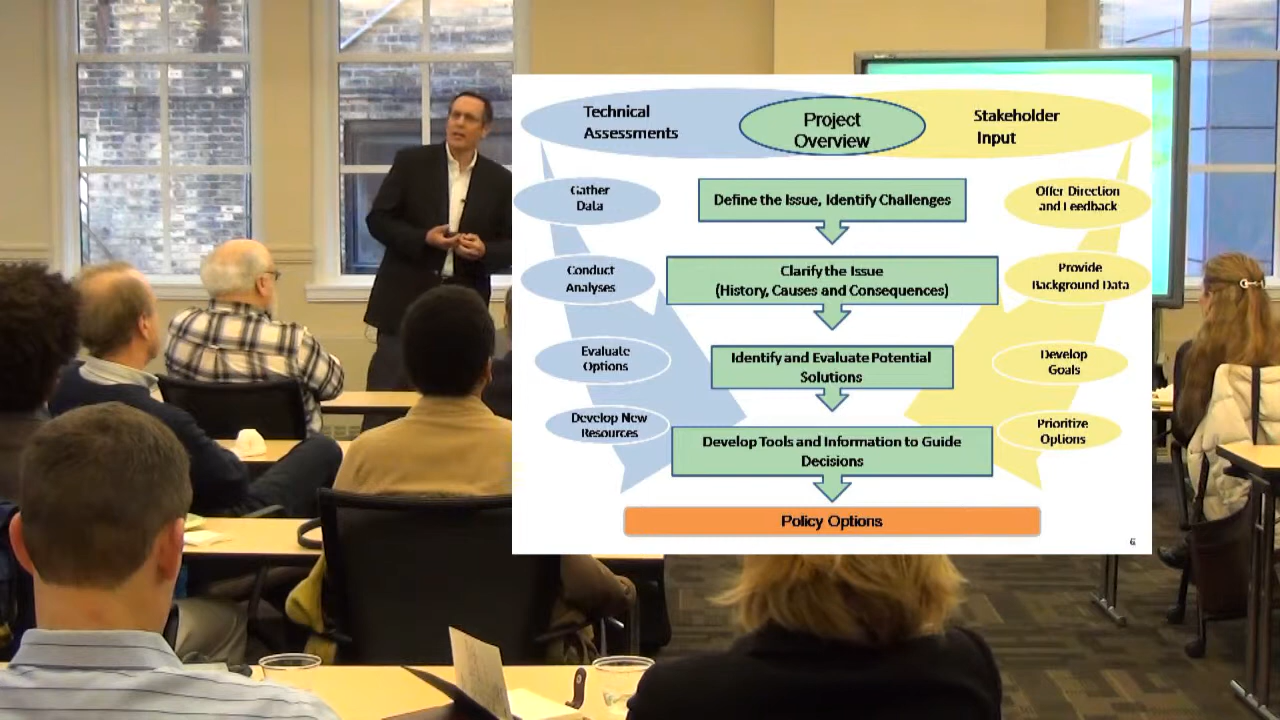 Technical
Assessments
Project
Overview
Stakeholder
Input
Gather
Data
Define the Issue, Identify Challenges
Offer Direction
and Feedback
Conduct
Analyses
Clarify the Issue
(History, Causes and Consequences)
Provide
Background Data
Evaluate
Options
Identify and Evaluate Potential
Solutions
Develop
Goals
Develop New
Resources
Develop Tools and Information to Guide
Decisions
Prioritize
Options
Policy Options
6